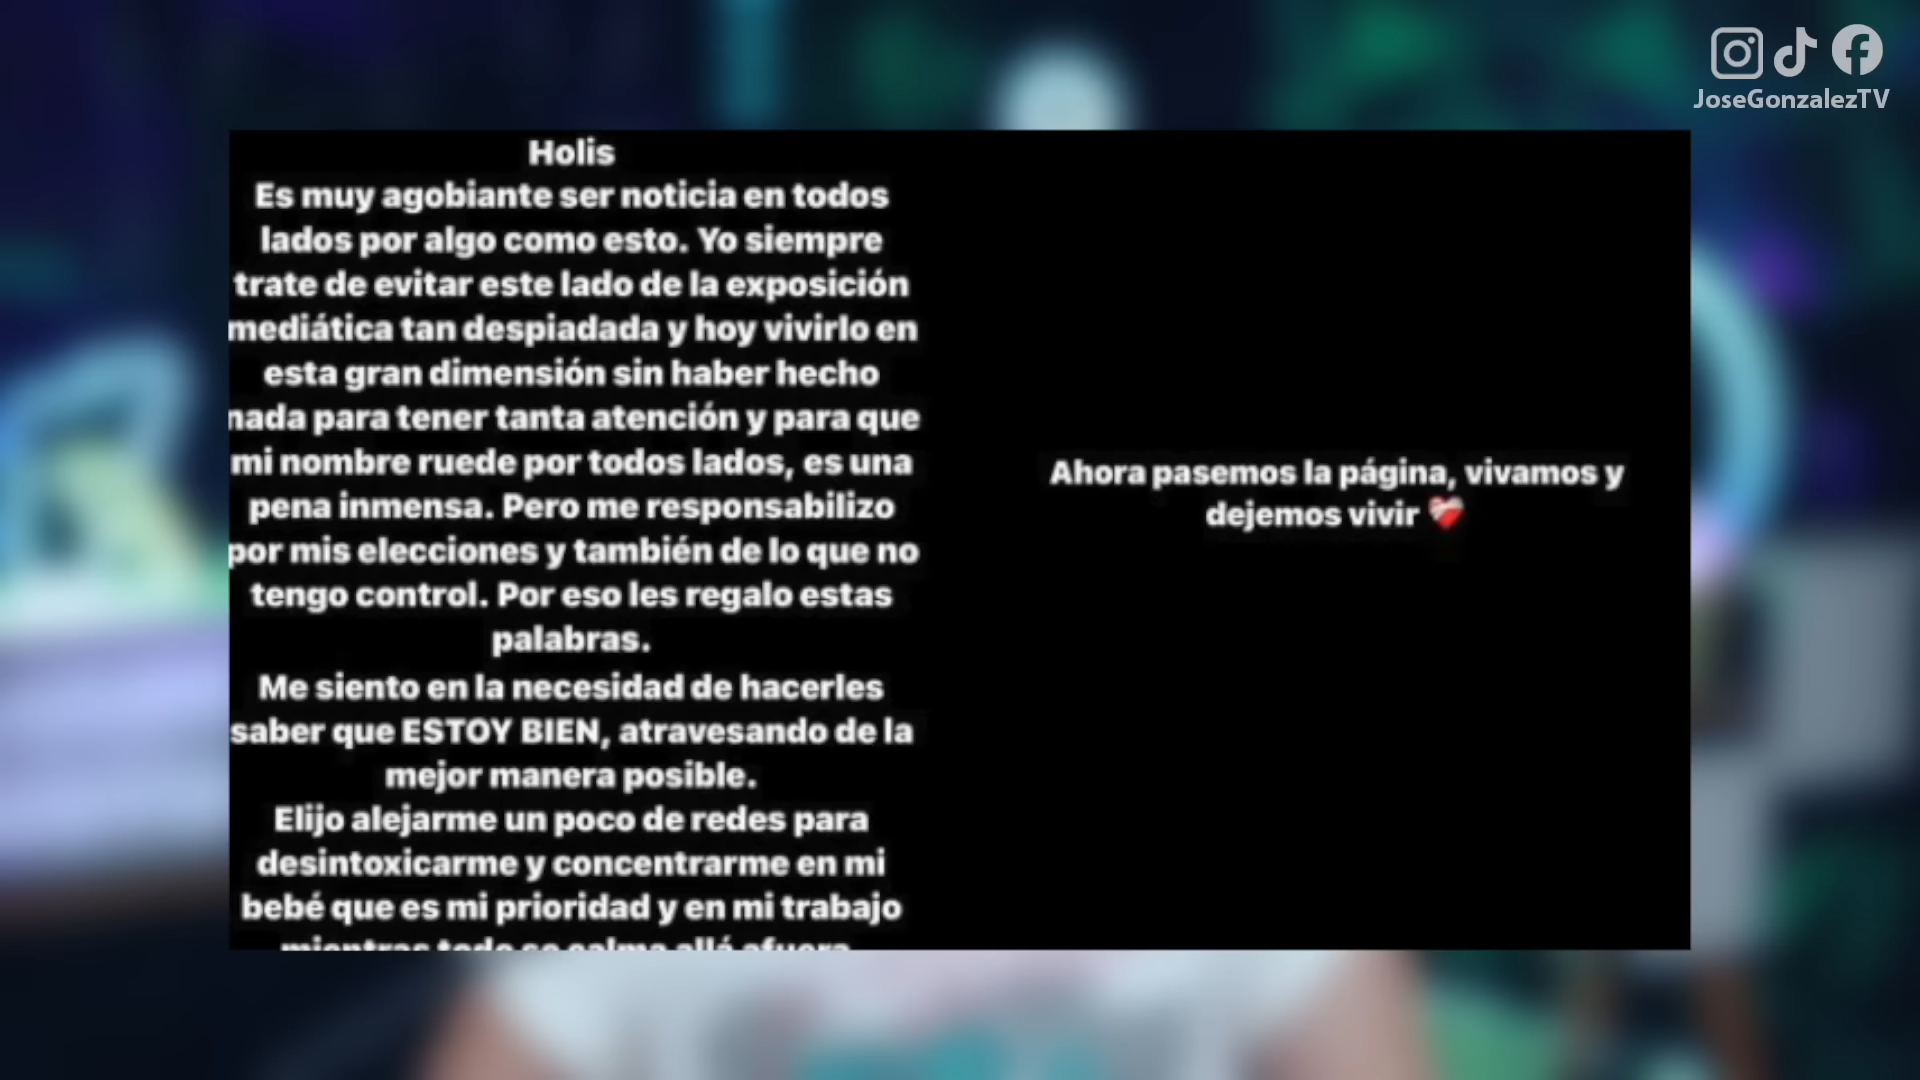 JoseGonzalezTV
Holis
Es muy agobiante ser noticia en todos
lados por algo como esto. Yo siempre
trate de evitar este lado de la exposición
mediática tan despiadada y hoy vivirlo en
esta gran dimensión sin haber hecho
nada para tener tanta atención y para que
mi nombre ruede por todos lados, es una
pena inmensa. Pero me responsabilizo
por mis elecciones y también de lo que no
tengo control. Por eso les regalo estas
palabras.
Me siento en la necesidad de hacerles
saber que ESTOY BIEN, atravesando de la
mejor manera posible.
Elijo alejarme un poco de redes para
desintoxicarme y concentrarme en mi
bebé que es mi prioridad y en mi trabajo
mientras todo se calma allá afuera.
Ahora pasemos la página, vivamos y
dejemos vivir ❤️‍🩹